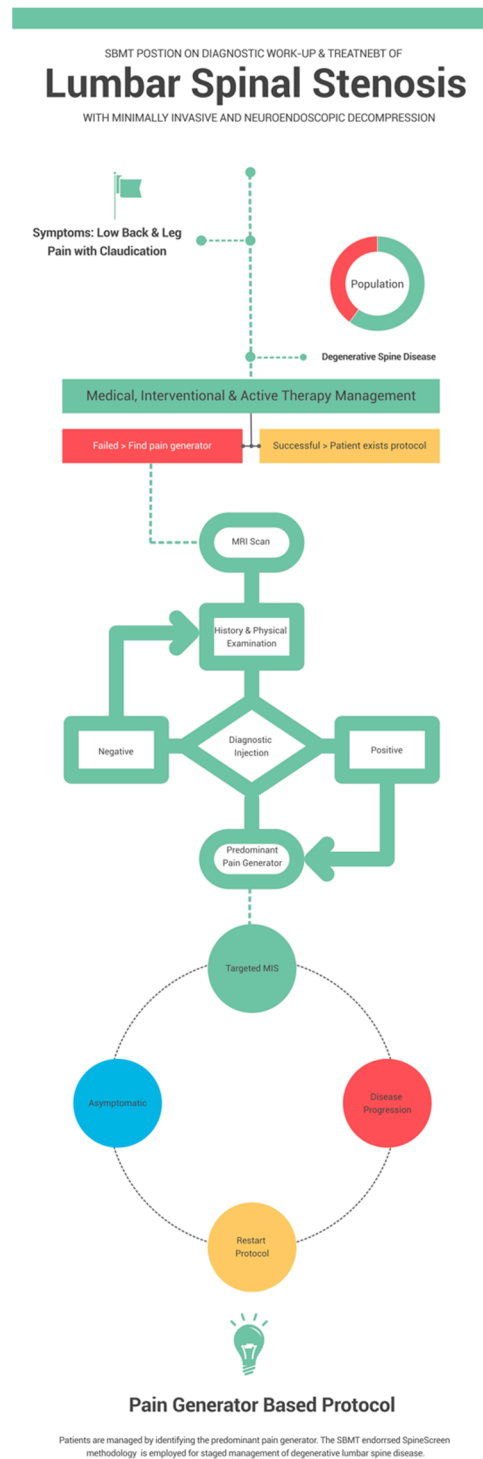 SBMT POSTION ON DIAGNOSTIC WORK-UP & TREATNEBT OF
Lumbar Spinal Stenosis
WITH MINIMALLY INVASIVE AND NEUROENDOSCOPIC DECOMPRESSION
Symptoms: Low Back & Leg
Pain with Claudication
Population
Degenerative Spine Disease
Medical, Interventional & Active Therapy Management
Failed > Find pain generator
Successful > Patient exists protocol
MRI Scan
History & Physical
Examination
Diagnostic
Injection
Negative
Positive
Predominant
Pain Generator
Targeted MIS
Asymptomatic
Disease
Progression
Restart
Protocol
Pain Generator Based Protocol
Patients are managed by identifying the predominant pain generator. The SBMT endorrsed SpineScreen
methodology is employed for staged management of degenerative lumbar spine disease.